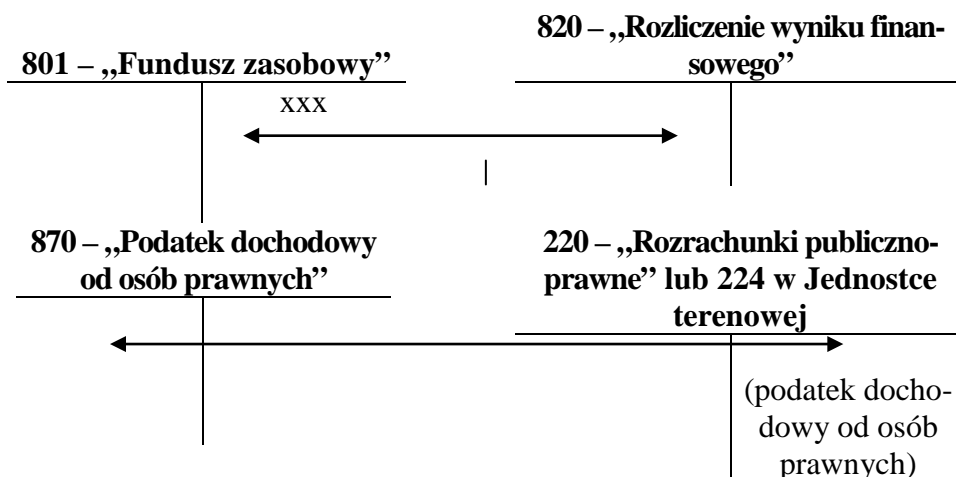 820 – „Rozliczenie wyniku finan-
sowego”
801 – „Fundusz zasobowy”
xxx
870 – „Podatek dochodowy
od osób prawnych”
220 – „Rozrachunki publiczno-
prawne” lub 224 w Jednostce
terenowej
(podatek docho-
dowy od osób
prawnych)